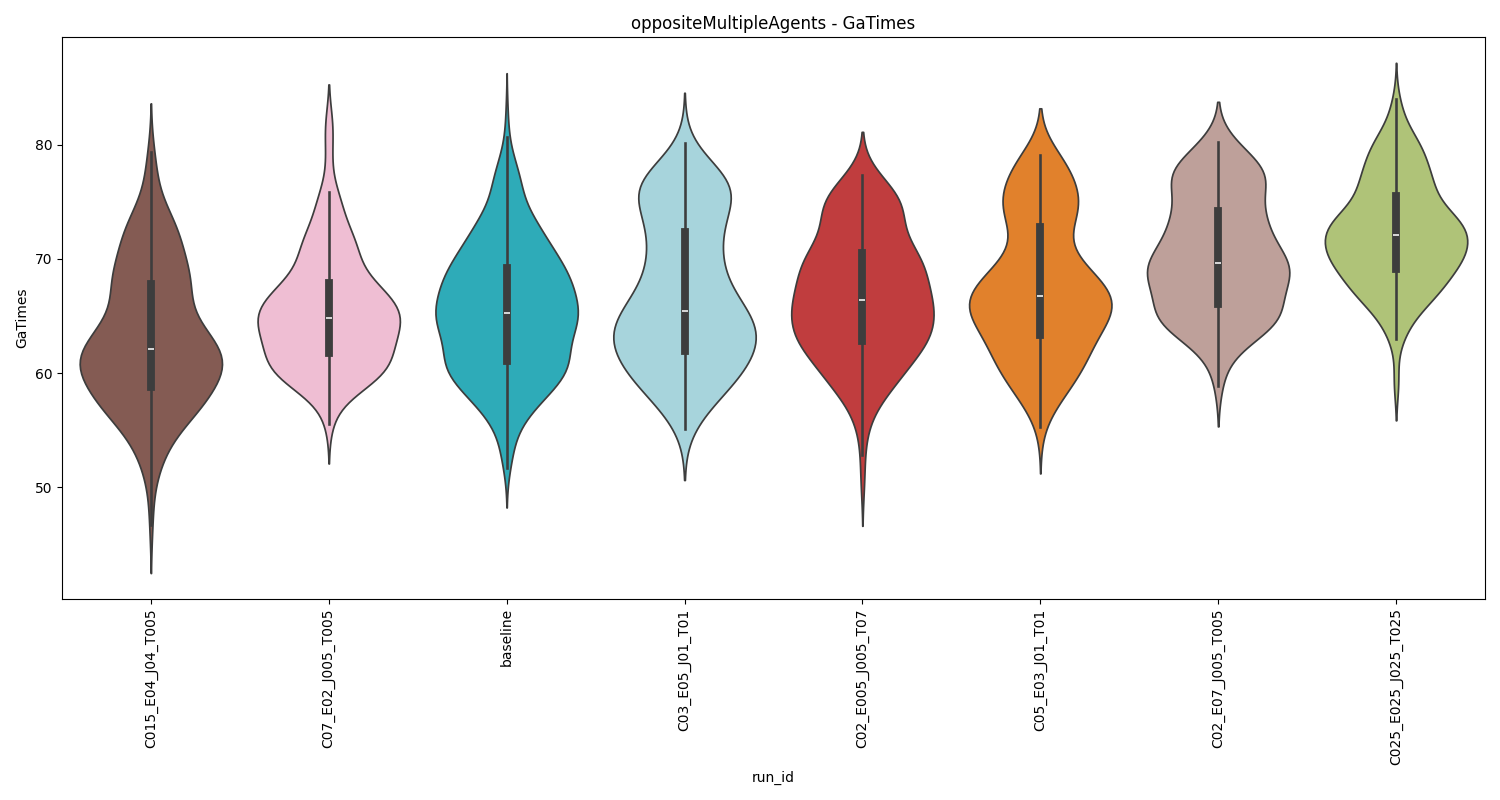 oppositeMultipleAgents - GaTimes
GaTimes
80
70
60
50
C015_E04_J04_T005
C07_E02_J005_T005
baseline
C03_E05_J01_T01
C02_E005_J005_T07
C05_E03_J01_T01
C02_E07_J005_T005
C025_E025_J025_T025
run_id